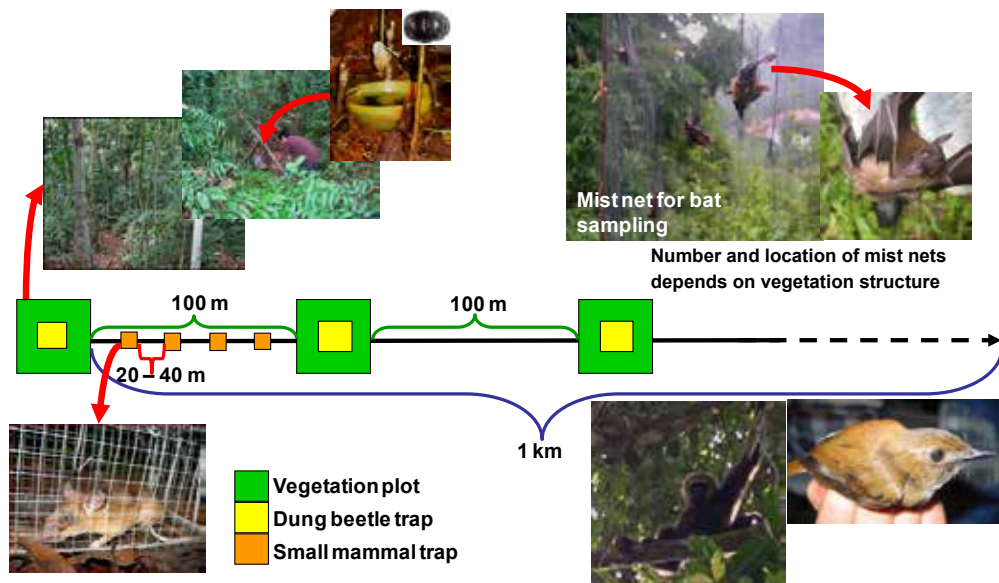 Mist net for bat
sampling
Number and location of mist nets
depends on vegetation structure
100 m
100 m
20 – 40 m
1 km
Vegetation plot
Dung beetle trap
Small mammal trap